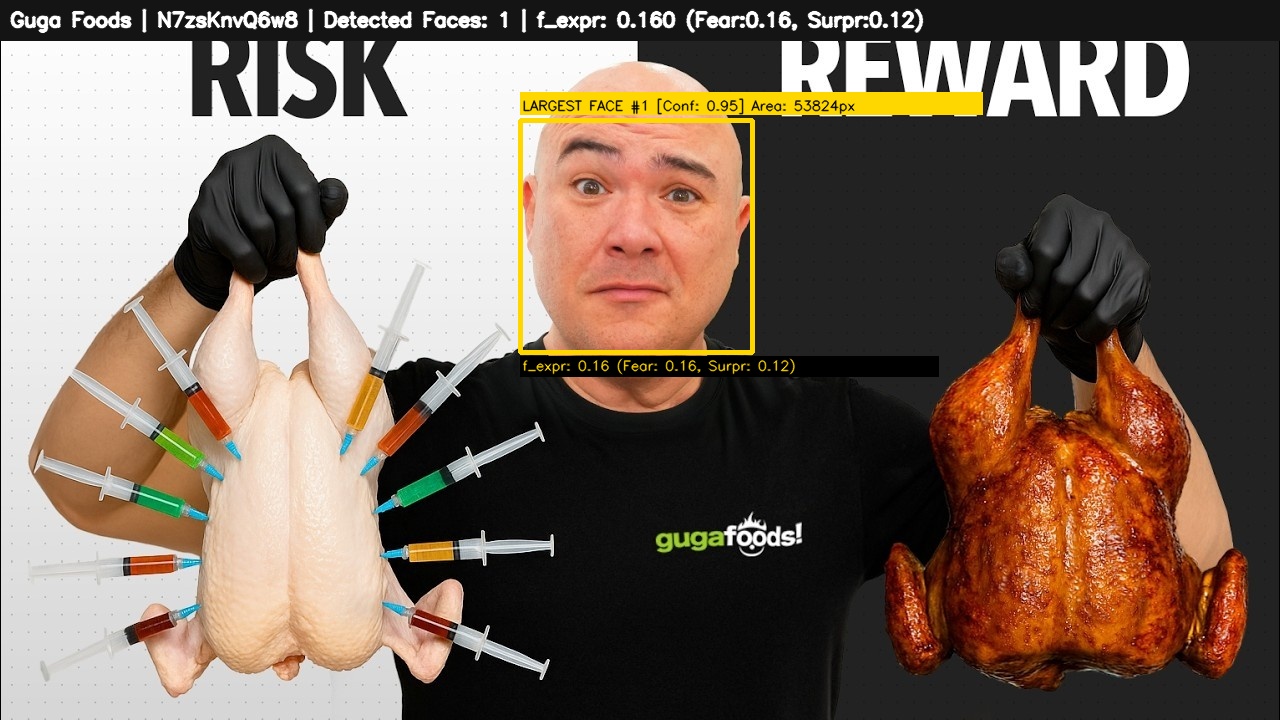 Guga Foods | N7zsKnvQ6w8 | Detected Faces: 1 | f_expr: 0.160 (Fear:0.16, Surpr:0.12)
RISK
REWARD
LARGEST FACE #1 [Conf: 0.95] Area: 53824px
f_expr: 0.16 (Fear: 0.16, Surpr: 0.12)
gugafoods!